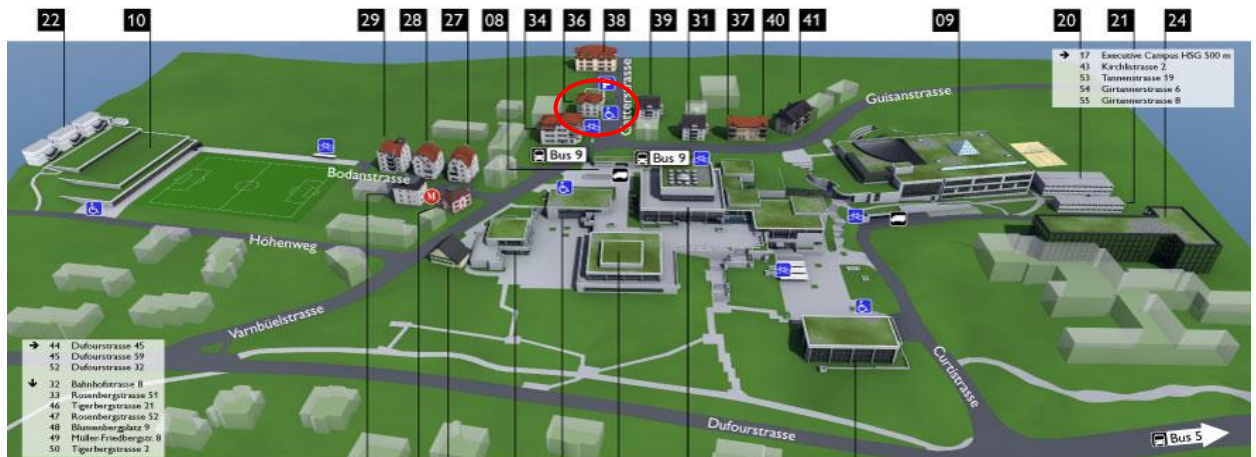 22 10 29 28 27 08 34 36 38 39 31 37 40 41 09 20 21 24
→ 17 Executive Campus HSG 500 m
43 Kirchlistrasse 2
53 Tannenstrasse 19
54 Girtannerstrasse 6
55 Girtannerstrasse 8
Gatterstrasse
Guisanstrasse
Bus 9
Bus 9
Bodanstrasse
M
Höhenweg
Varnbüelstrasse
→ 44 Dufourstrasse 45
45 Dufourstrasse 59
52 Dufourstrasse 32
↓ 32 Bahnhofstrasse 8
33 Rosenbergstrasse 51
46 Tigerbergstrasse 21
47 Rosenbergstrasse 52
48 Blumenbergplatz 9
49 Müller-Friedbergstr. 8
50 Tigerbergstrasse 2
Curtistrasse
Dufourstrasse
Bus 5